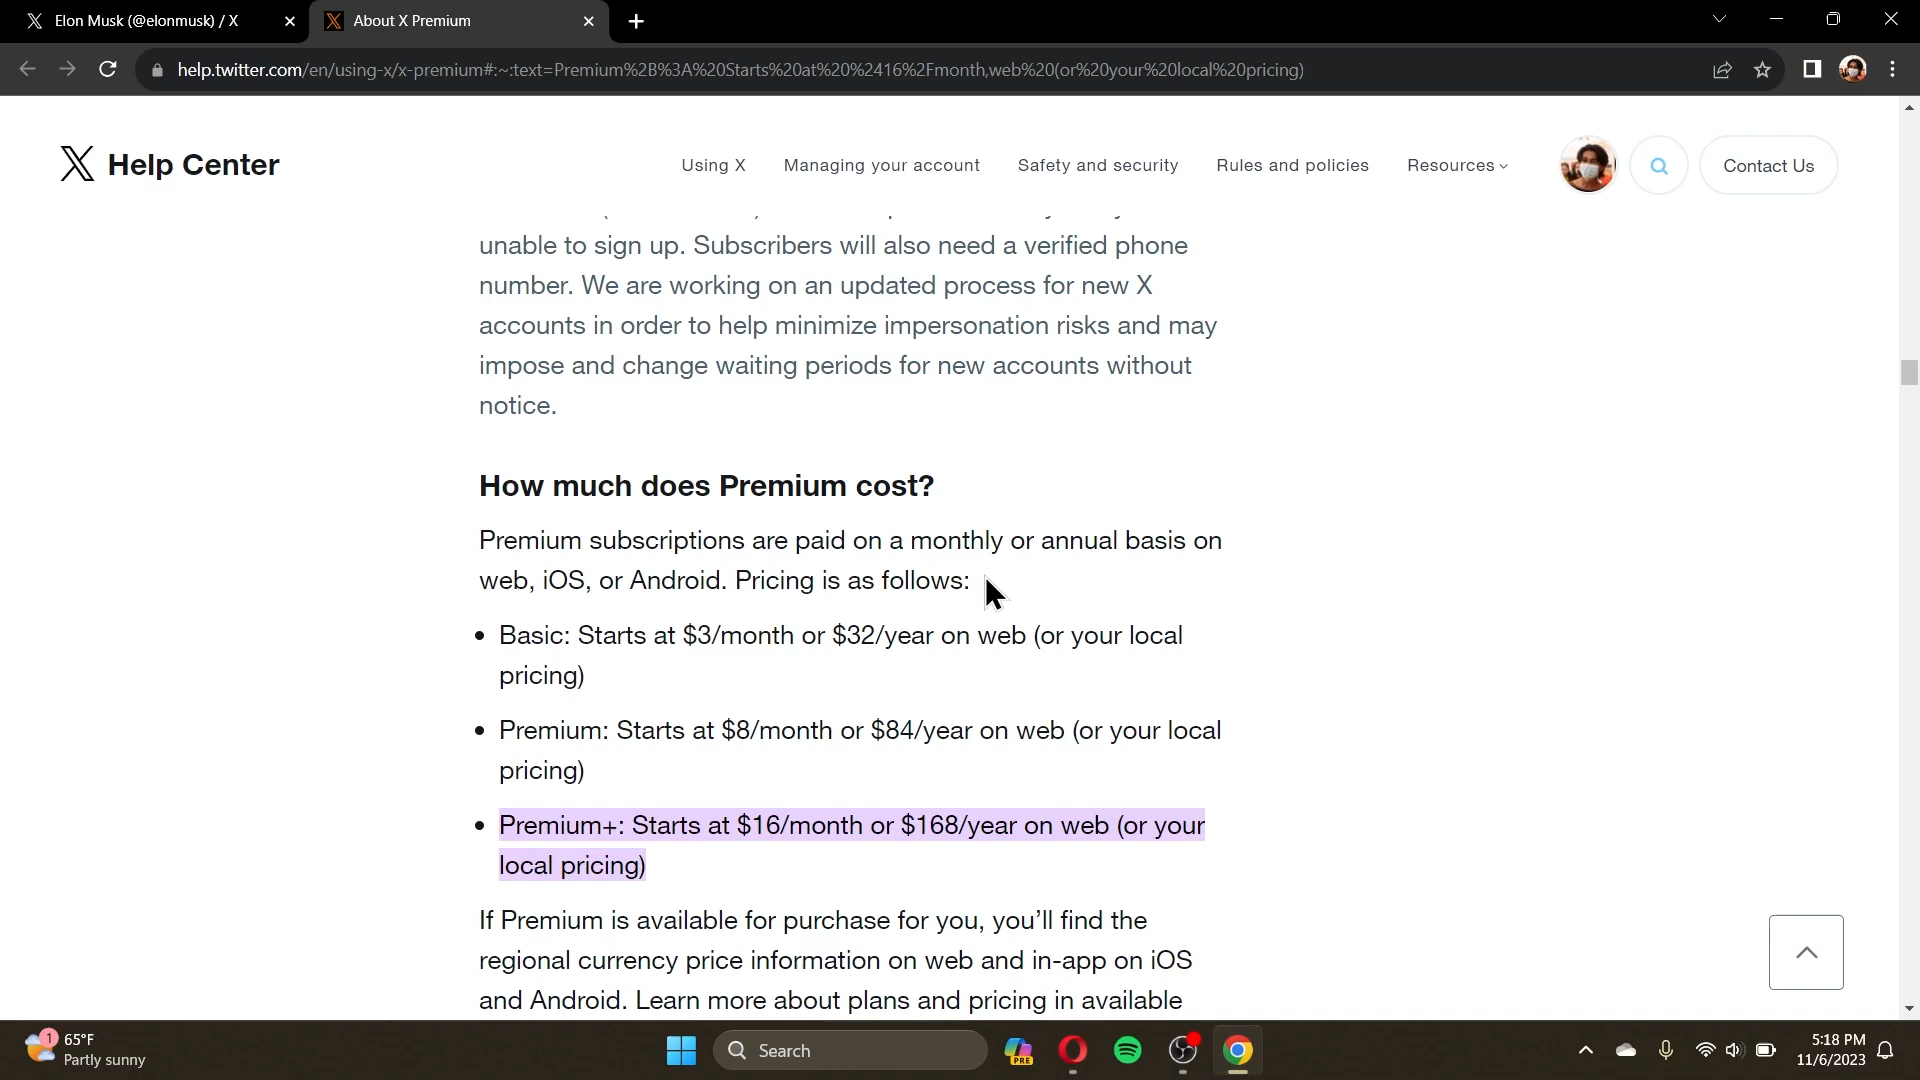 Elon Musk (@elonmusk) / X
About X Premium
help.twitter.com/en/using-x/x-premium#:~:text=Premium%2B%3A%20Starts%20at%20%2416%2Fmonth,web%20(or%20your%20local%20pricing)
Help Center
Using X
Managing your account
Safety and security
Rules and policies
Resources
Contact Us
unable to sign up. Subscribers will also need a verified phone
number. We are working on an updated process for new X
accounts in order to help minimize impersonation risks and may
impose and change waiting periods for new accounts without
notice.
How much does Premium cost?
Premium subscriptions are paid on a monthly or annual basis on
web, iOS, or Android. Pricing is as follows:
Basic: Starts at $3/month or $32/year on web (or your local
pricing)
Premium: Starts at $8/month or $84/year on web (or your local
pricing)
Premium+: Starts at $16/month or $168/year on web (or your
local pricing)
If Premium is available for purchase for you, you’ll find the
regional currency price information on web and in-app on iOS
and Android. Learn more about plans and pricing in available
1
65°F
Partly sunny
Search
PRE
5:18 PM
11/6/2023